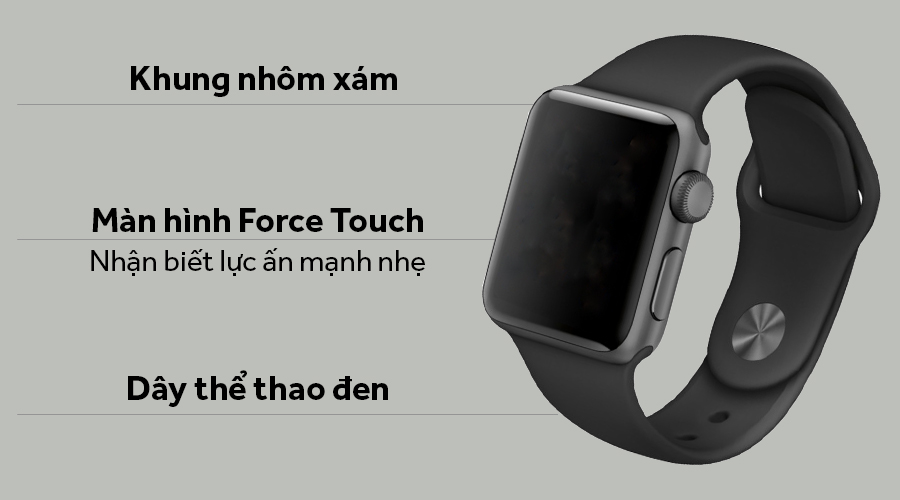 Khung nhôm xám
Màn hình Force Touch
Nhận biết lực ấn mạnh nhẹ
Dây thể thao đen